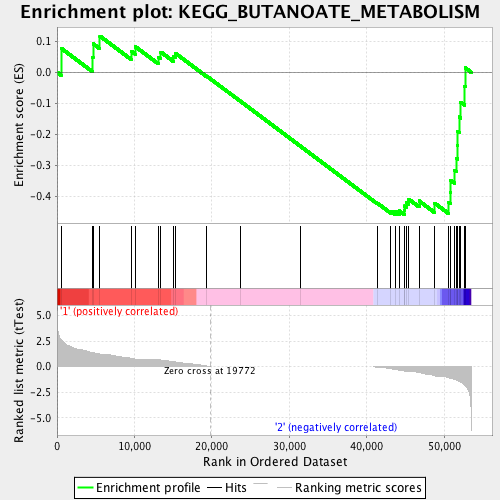 Enrichment plot: KEGG_BUTANOATE_METABOLISM
Enrichment score (ES)
0.1
0.0
-0.1
-0.2
-0.3
-0.4
'1' (positively correlated)
Ranked list metric (tTest)
5.0
2.5
0.0
-2.5
-5.0
Zero cross at 19772
'2' (negatively correlated)
0
10,000
20,000
30,000
40,000
50,000
Rank in Ordered Dataset
Enrichment profile
Hits
Ranking metric scores